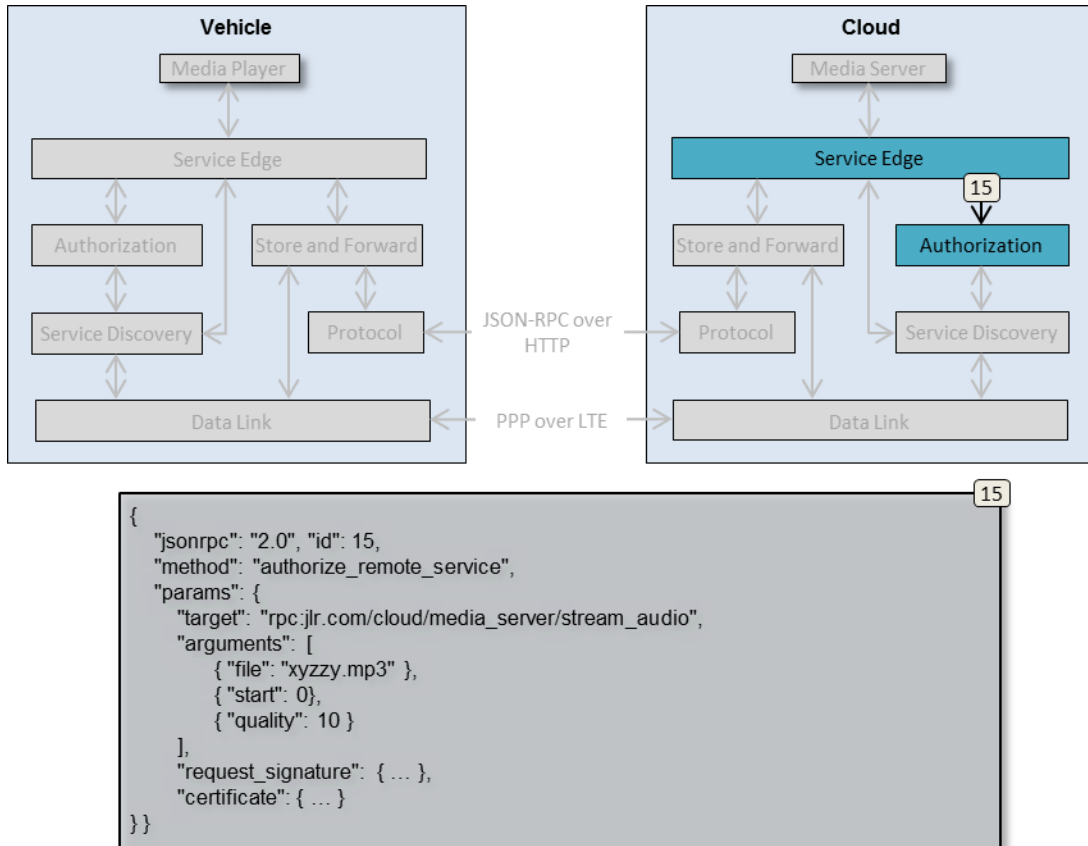 Vehicle
Media Player
Service Edge
Authorization
Store and Forward
Service Discovery
Protocol
Data Link
JSON-RPC over
HTTP
PPP over LTE
Cloud
Media Server
Service Edge
15
Store and Forward
Authorization
Protocol
Service Discovery
Data Link
15
{
"jsonrpc": "2.0", "id": 15,
"method": "authorize_remote_service",
"params": {
"target": "rpc:jlr.com/cloud/media_server/stream_audio",
"arguments": [
{ "file": "xyzzy.mp3" },
{ "start": 0},
{ "quality": 10 }
],
"request_signature": { … },
"certificate": { … }
} }